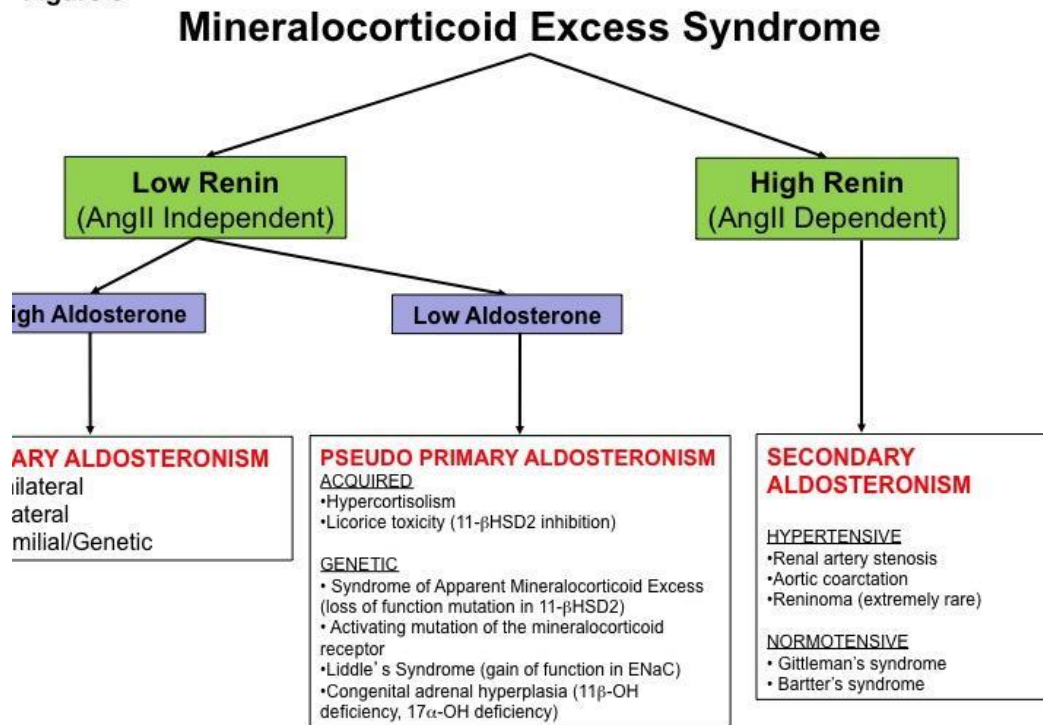 Mineralocorticoid Excess Syndrome
Low Renin
(AngII Independent)
High Renin
(AngII Dependent)
igh Aldosterone
Low Aldosterone
ARY ALDOSTERONISM
ilateral
ateral
milial/Genetic
PSEUDO PRIMARY ALDOSTERONISM
ACQUIRED
•Hypercortisolism
•Licorice toxicity (11-βHSD2 inhibition)
GENETIC
• Syndrome of Apparent Mineralocorticoid Excess
(loss of function mutation in 11-βHSD2)
• Activating mutation of the mineralocorticoid
receptor
•Liddle's Syndrome (gain of function in ENaC)
•Congenital adrenal hyperplasia (11β-OH
deficiency, 17α-OH deficiency)
SECONDARY
ALDOSTERONISM
HYPERTENSIVE
•Renal artery stenosis
•Aortic coarctation
•Reninoma (extremely rare)
NORMOTENSIVE
• Gittleman's syndrome
• Bartter's syndrome